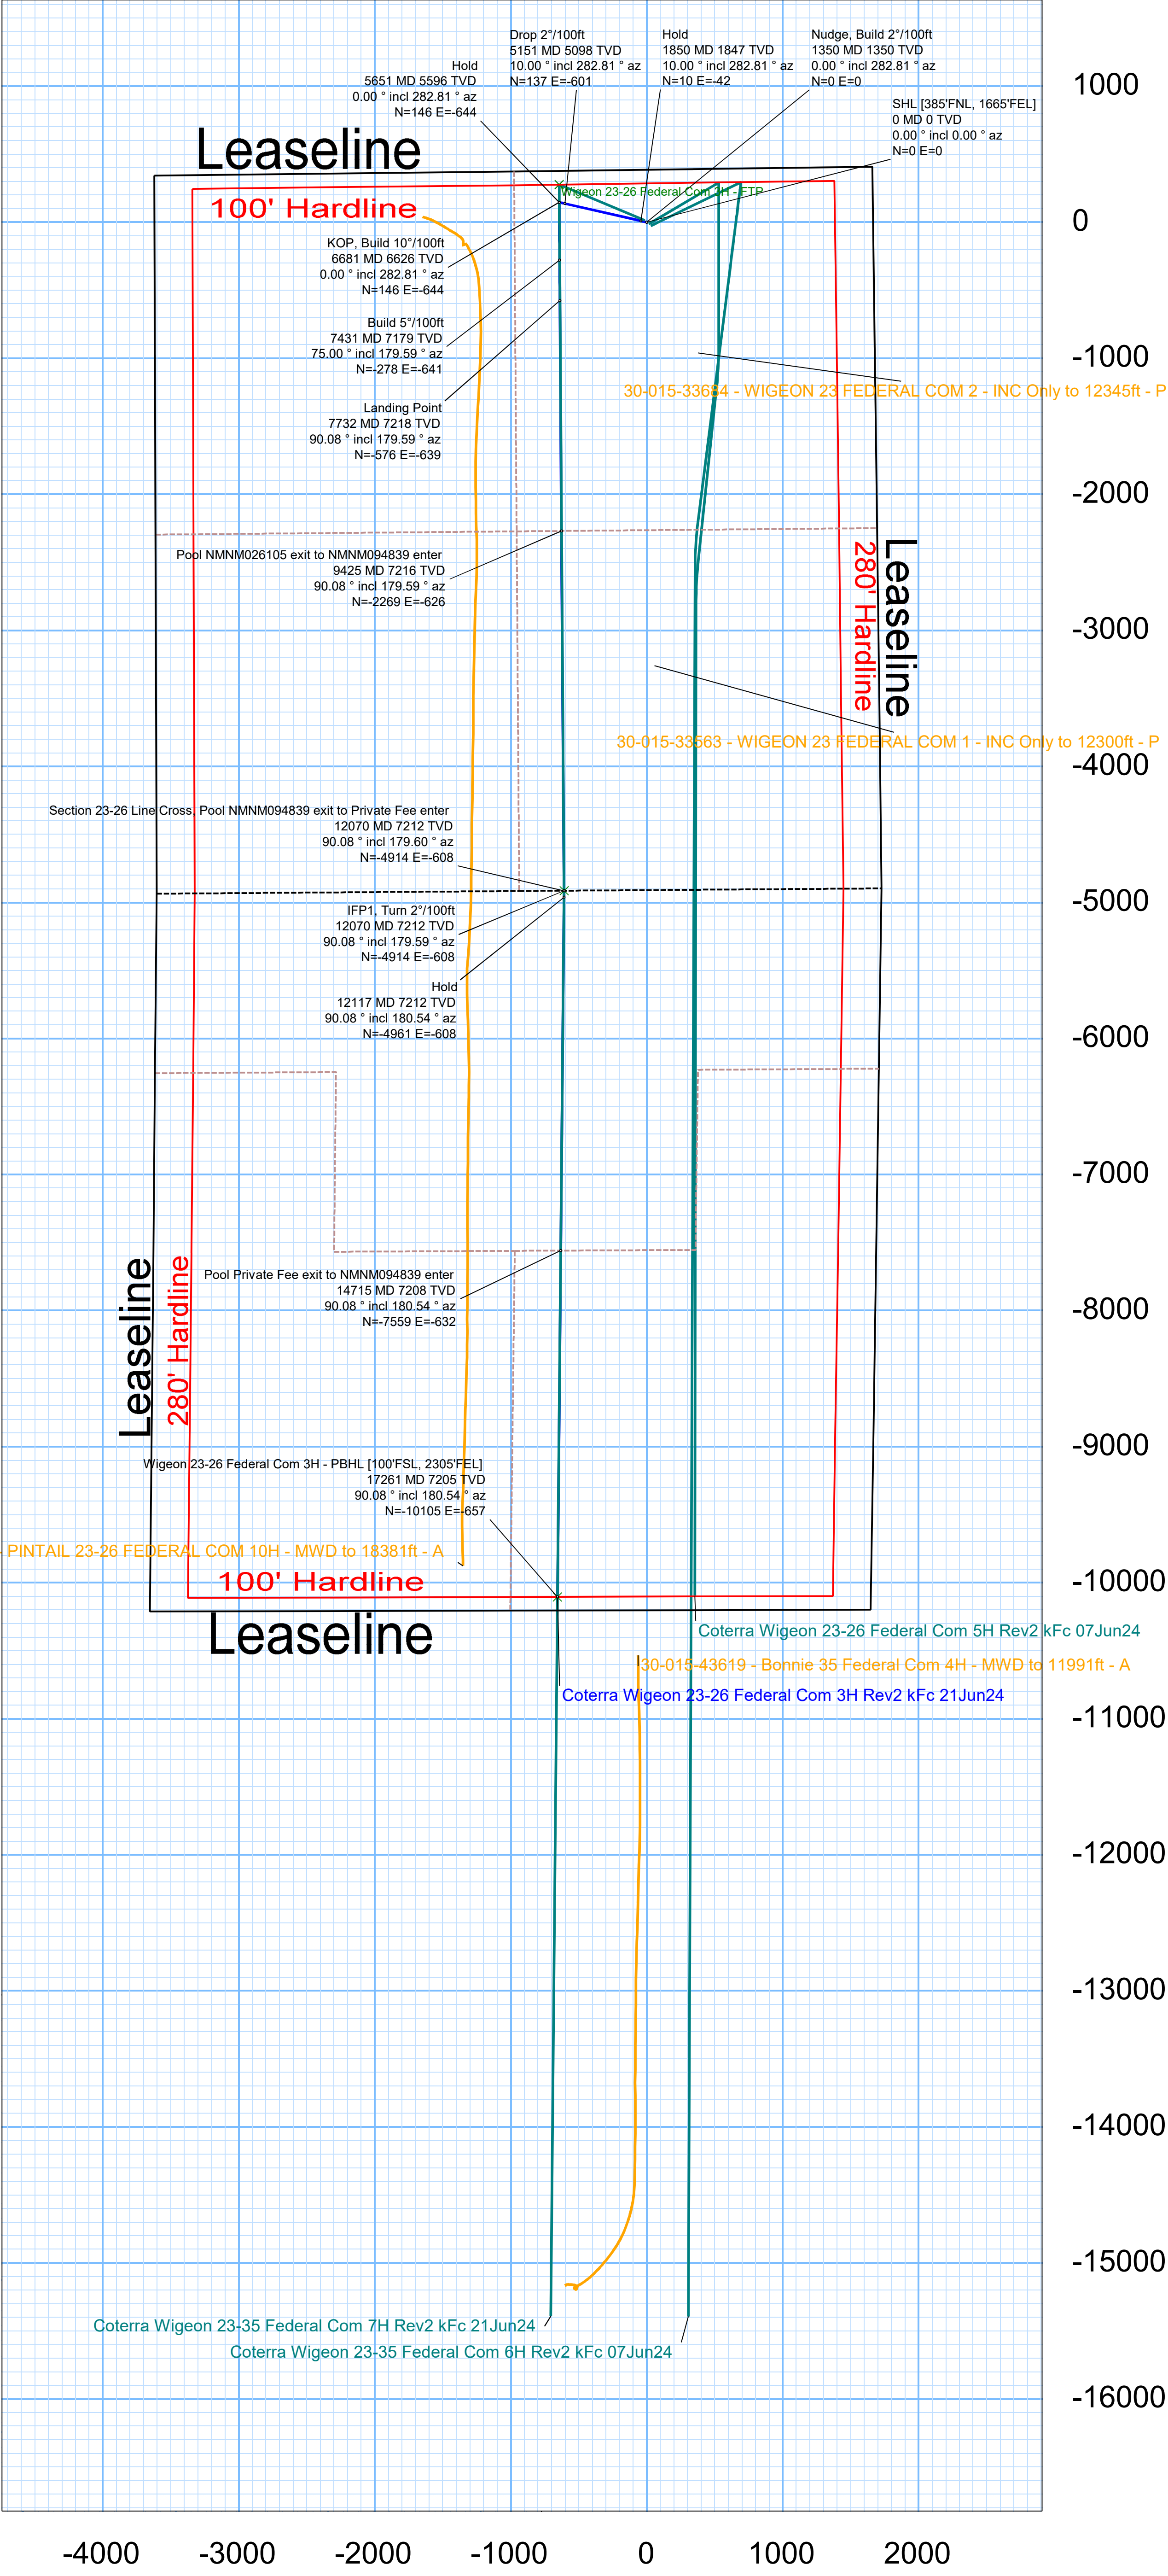 Drop 2°/100ft
5151 MD 5098 TVD
10.00 ° incl 282.81 ° az
N=137 E=-601
Hold
1850 MD 1847 TVD
10.00 ° incl 282.81 ° az
N=10 E=-42
Nudge, Build 2°/100ft
1350 MD 1350 TVD
0.00 ° incl 282.81 ° az
N=0 E=0
Hold
5651 MD 5596 TVD
0.00 ° incl 282.81 ° az
N=146 E=-644
SHL [385'FNL, 1665'FEL]
0 MD 0 TVD
0.00 ° incl 0.00 ° az
N=0 E=0
1000
Leaseline
Wigeon 23-26 Federal Com 3H - FTP
100' Hardline
0
KOP, Build 10°/100ft
6681 MD 6626 TVD
0.00 ° incl 282.81 ° az
N=146 E=-644
Build 5°/100ft
7431 MD 7179 TVD
75.00 ° incl 179.59 ° az
N=-278 E=-641
-1000
30-015-33684 - WIGEON 23 FEDERAL COM 2 - INC Only to 12345ft - P
Landing Point
7732 MD 7218 TVD
90.08 ° incl 179.59 ° az
N=-576 E=-639
-2000
Pool NMNM026105 exit to NMNM094839 enter
9425 MD 7216 TVD
90.08 ° incl 179.59 ° az
N=-2269 E=-626
280' Hardline
Leaseline
-3000
30-015-33563 - WIGEON 23 FEDERAL COM 1 - INC Only to 12300ft - P
-4000
Section 23-26 Line Cross, Pool NMNM094839 exit to Private Fee enter
12070 MD 7212 TVD
90.08 ° incl 179.60 ° az
N=-4914 E=-608
-5000
IFP1, Turn 2°/100ft
12070 MD 7212 TVD
90.08 ° incl 179.59 ° az
N=-4914 E=-608
Hold
12117 MD 7212 TVD
90.08 ° incl 180.54 ° az
N=-4961 E=-608
-6000
-7000
Pool Private Fee exit to NMNM094839 enter
14715 MD 7208 TVD
90.08 ° incl 180.54 ° az
N=-7559 E=-632
-8000
Leaseline
280' Hardline
-9000
Wigeon 23-26 Federal Com 3H - PBHL [100'FSL, 2305'FEL]
17261 MD 7205 TVD
90.08 ° incl 180.54 ° az
N=-10105 E=-657
- PINTAIL 23-26 FEDERAL COM 10H - MWD to 18381ft - A
100' Hardline
-10000
Leaseline
Coterra Wigeon 23-26 Federal Com 5H Rev2 kFc 07Jun24
30-015-43619 - Bonnie 35 Federal Com 4H - MWD to 11991ft - A
Coterra Wigeon 23-26 Federal Com 3H Rev2 kFc 21Jun24
-11000
-12000
-13000
-14000
-15000
Coterra Wigeon 23-35 Federal Com 7H Rev2 kFc 21Jun24
Coterra Wigeon 23-35 Federal Com 6H Rev2 kFc 07Jun24
-16000
-4000 -3000 -2000 -1000 0 1000 2000